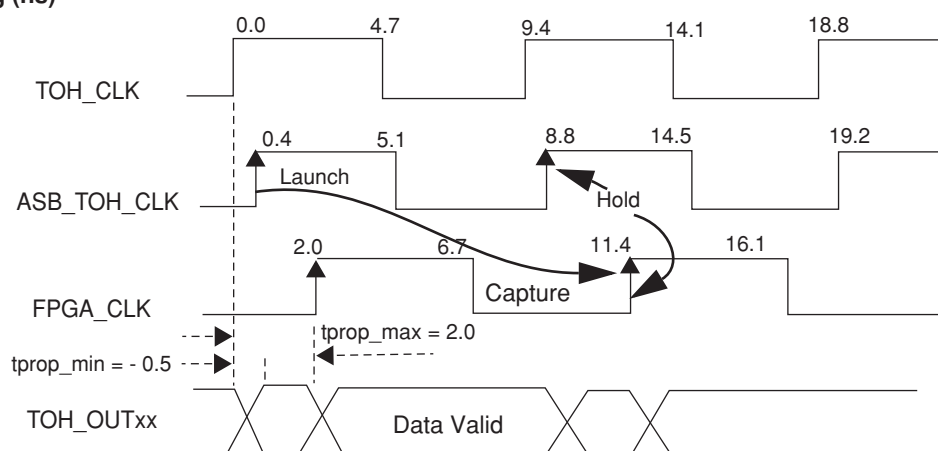 0.0 4.7 9.4 14.1 18.8
TOH_CLK
0.4 5.1 8.8 14.5 19.2
Launch
ASB_TOH_CLK
Hold
2.0 6.7 11.4 16.1
Capture
FPGA_CLK
tprop_max = 2.0
tprop_min = - 0.5
TOH_OUTxx
Data Valid